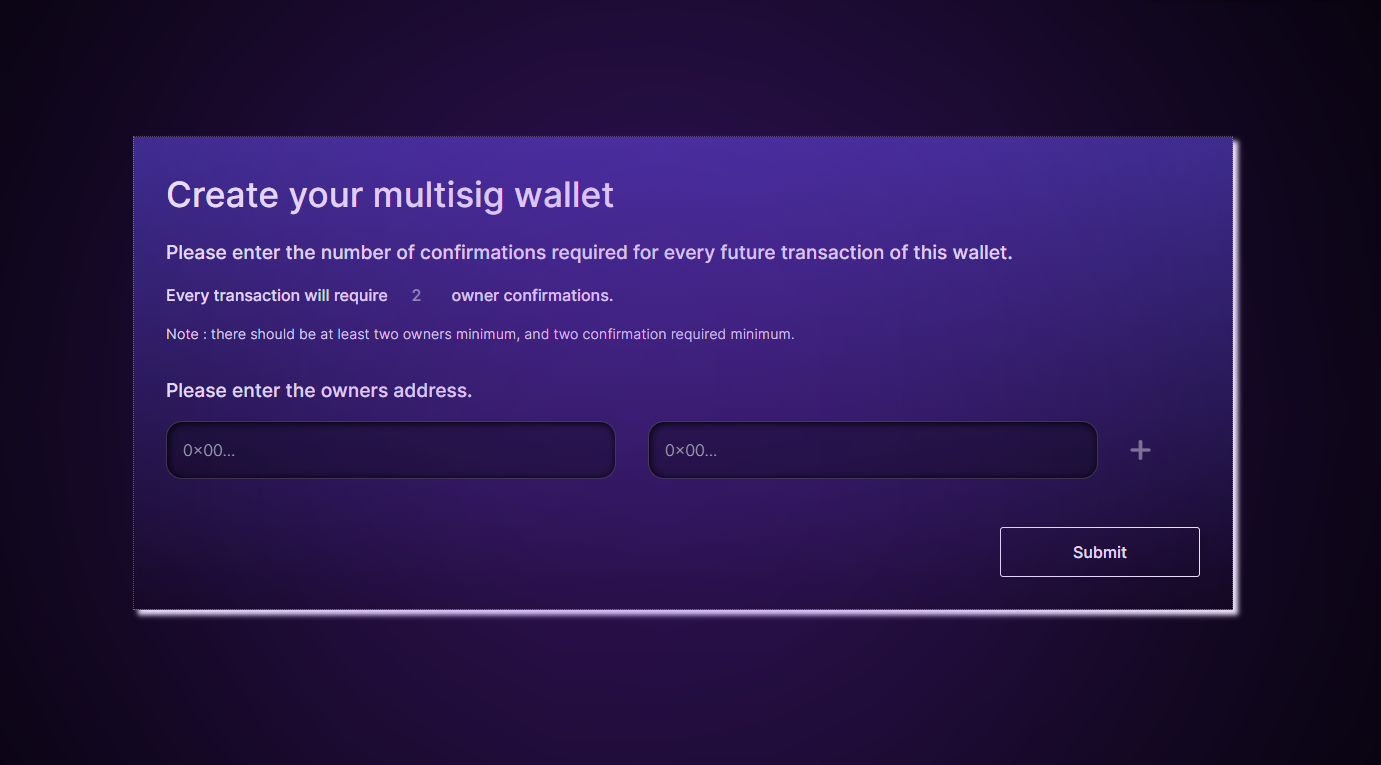 Create your multisig wallet
Please enter the number of confirmations required for every future transaction of this wallet.
Every transaction will require 2 owner confirmations.
Note : there should be at least two owners minimum, and two confirmation required minimum.
Please enter the owners address.
0×00... 0×00... +
Submit